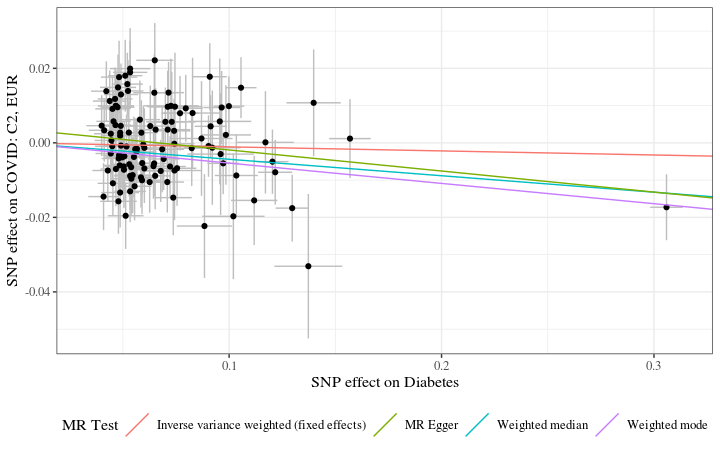 SNP effect on COVID: C2, EUR
0.02
0.00
-0.02
-0.04
0.1
0.2
0.3
SNP effect on Diabetes
MR Test Inverse variance weighted (fixed effects) MR Egger Weighted median Weighted mode